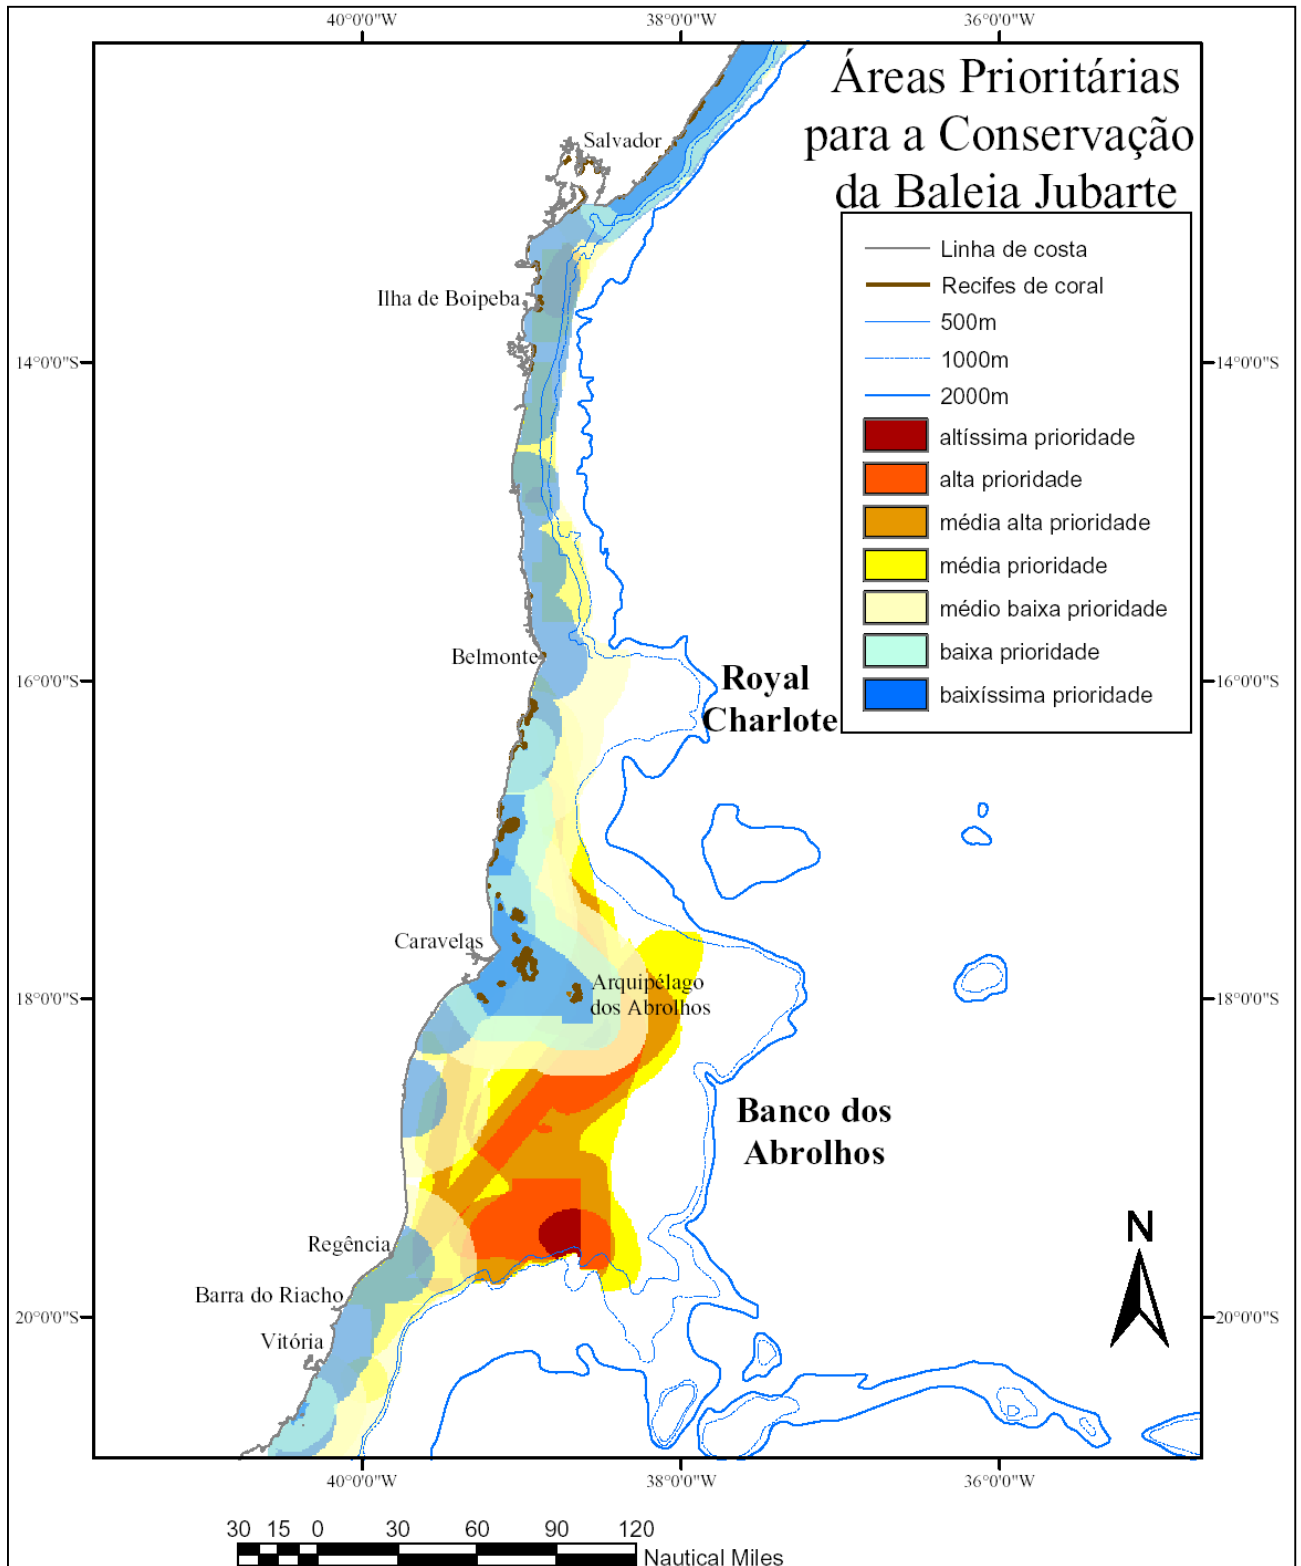 40°0'0"W 38°0'0"W 36°0'0"W
Áreas Prioritárias
para a Conservação
da Baleia Jubarte
Salvador
Linha de costa
Recifes de coral
Ilha de Boipeba
500m
14°0'0"S 1000m 14°0'0"S
2000m
altíssima prioridade
alta prioridade
média alta prioridade
média prioridade
médio baixa prioridade
Belmonte baixa prioridade
16°0'0"S Royal 16°0'0"S
baixíssima prioridade
Charlote
Caravelas
Arquipélago
18°0'0"S dos Abrolhos 18°0'0"S
Banco dos
Abrolhos
N
Regência
Barra do Riacho
20°0'0"S 20°0'0"S
Vitória
40°0'0"W 38°0'0"W 36°0'0"W
30 15 0 30 60 90 120
Nautical Miles